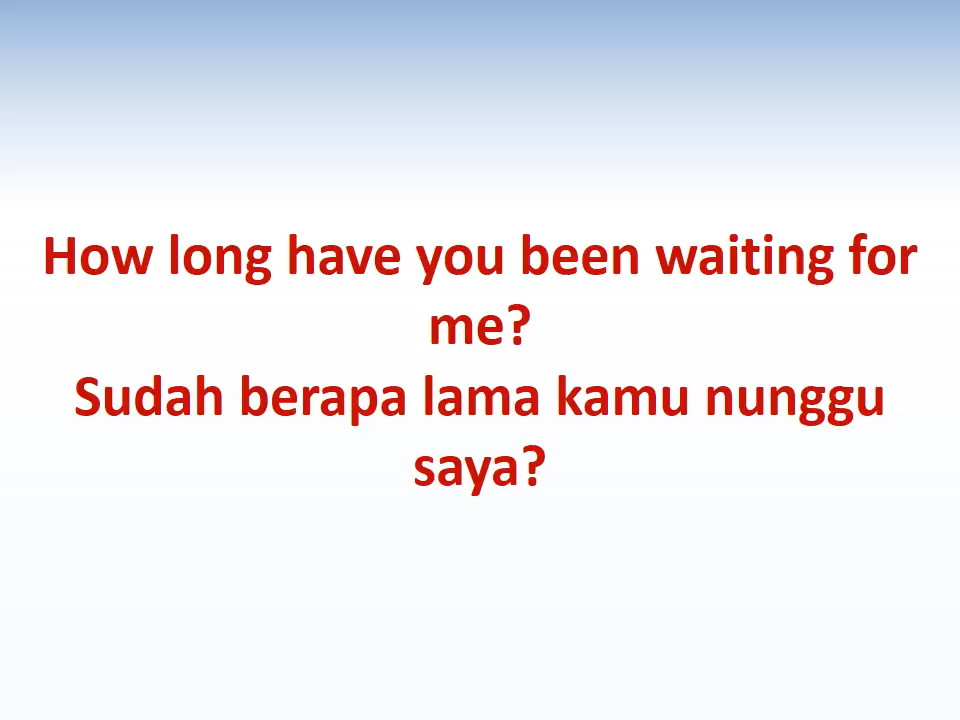 How long have you been waiting for
me?
Sudah berapa lama kamu nunggu
saya?